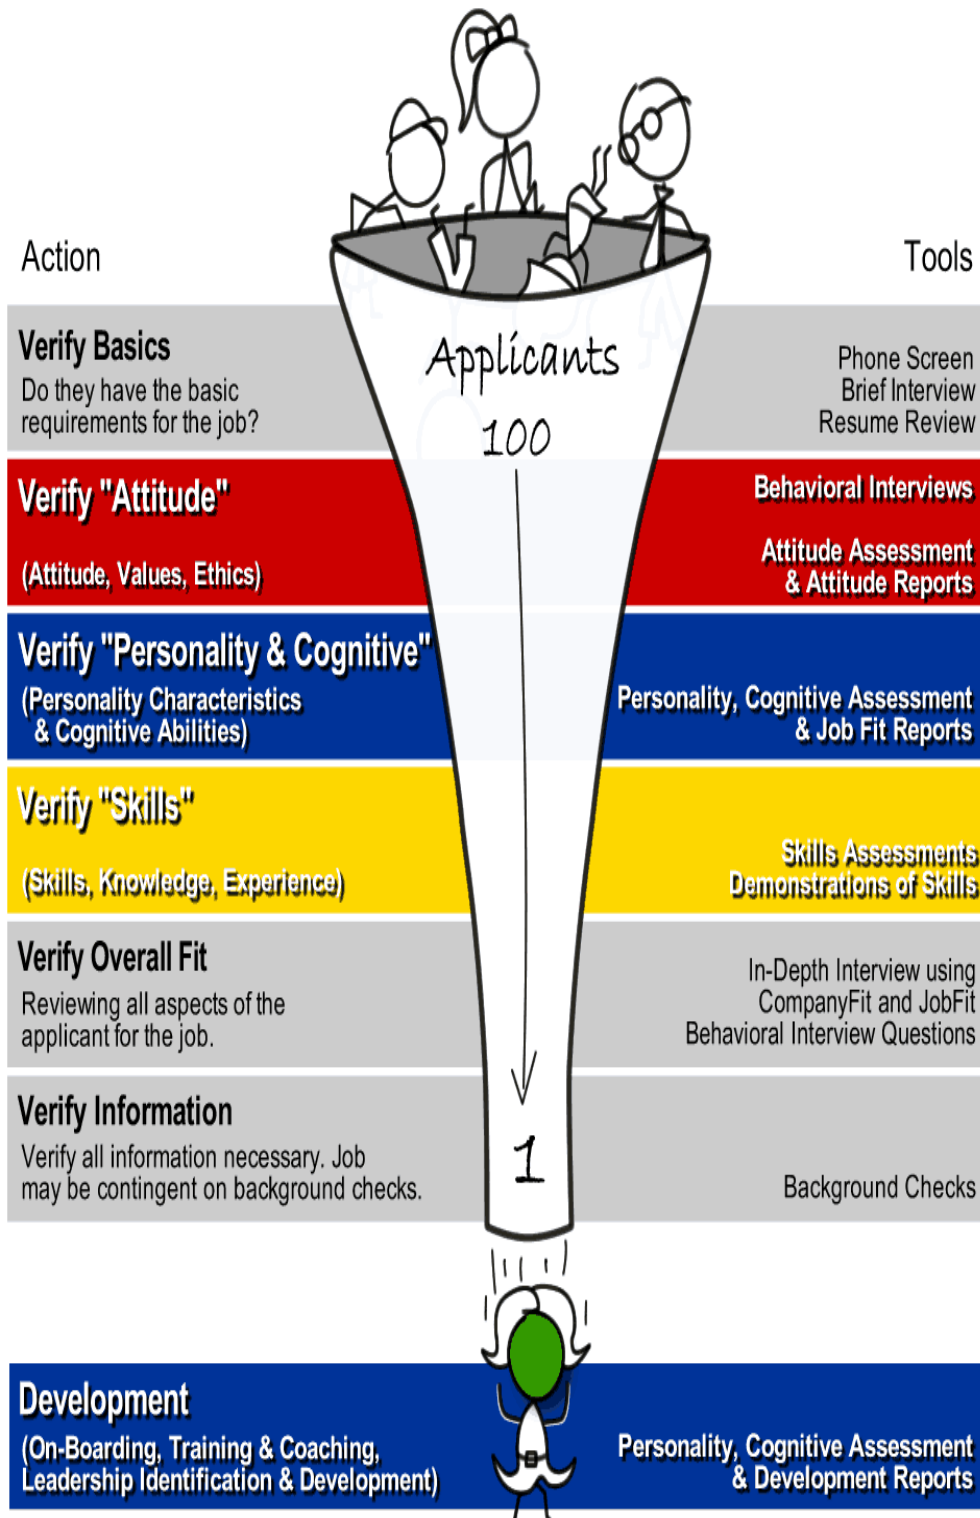 Action
Tools
Applicants
100
Verify Basics
Do they have the basic
requirements for the job?
Phone Screen
Brief Interview
Resume Review
Verify "Attitude"
(Attitude, Values, Ethics)
Behavioral Interviews
Attitude Assessment
& Attitude Reports
Verify "Personality & Cognitive"
(Personality Characteristics
& Cognitive Abilities)
Personality, Cognitive Assessment
& Job Fit Reports
Verify "Skills"
(Skills, Knowledge, Experience)
Skills Assessments
Demonstrations of Skills
Verify Overall Fit
Reviewing all aspects of the
applicant for the job.
In-Depth Interview using
CompanyFit and JobFit
Behavioral Interview Questions
Verify Information
Verify all information necessary. Job
may be contingent on background checks.
1
Background Checks
Development
(On-Boarding, Training & Coaching,
Leadership Identification & Development)
Personality, Cognitive Assessment
& Development Reports